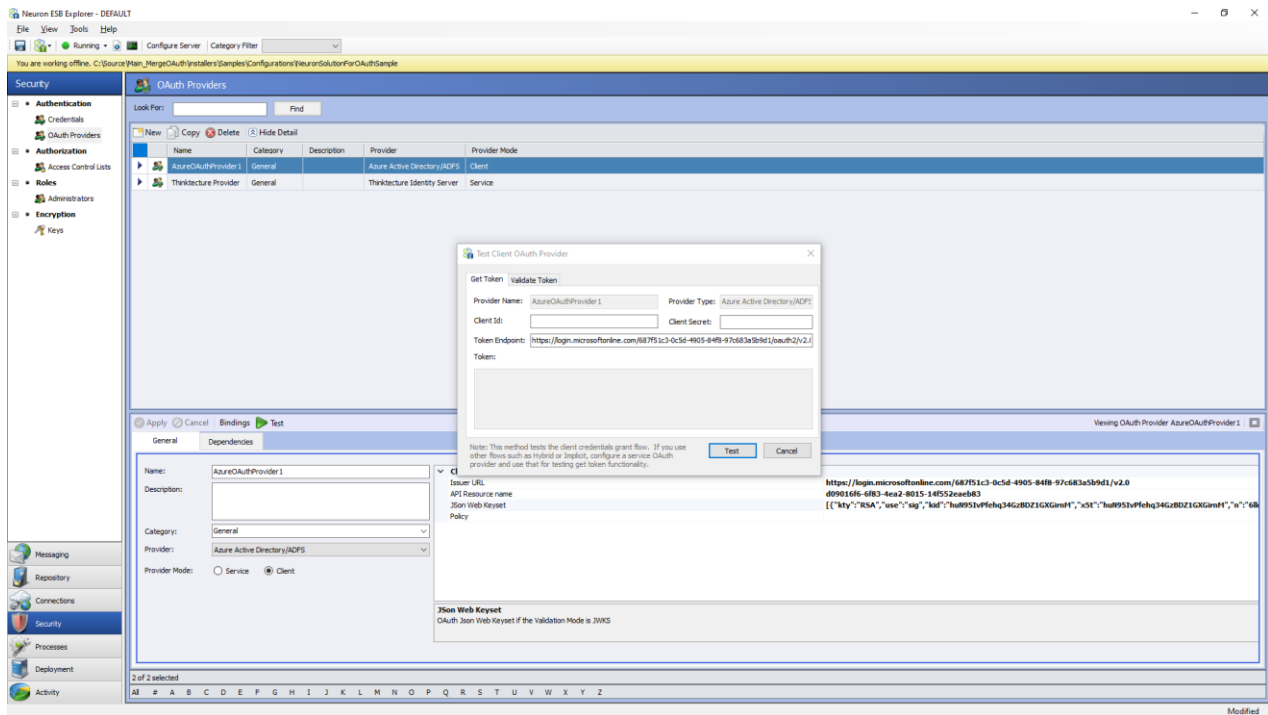 Neuron ESB Explorer - DEFAULT
File View Tools Help
Running Configure Server Category Filter
You are working offline. C:\Source\Main_MergeOAuth\Installers\Samples\Configurations\NeuronSolutionForOAuthSample
Security
Authentication
Credentials
OAuth Providers
Authorization
Access Control Lists
Roles
Administrators
Encryption
Keys
Messaging
Repository
Connections
Security
Processes
Deployment
Activity
OAuth Providers
Look For: Find
New Copy Delete Hide Detail
Name Category Description Provider Provider Mode
AzureOAuthProvider1 General Azure Active Directory/ADFS Client
Thinktecture Provider General Thinktecture Identity Server Service
Test Client OAuth Provider
Get Token Validate Token
Provider Name: AzureOAuthProvider1 Provider Type: Azure Active Directory/ADFS
Client Id: Client Secret:
Token Endpoint: https://login.microsoftonline.com/687f51c3-0c5d-4905-84f8-97c683a5b9d1/oauth2/v2.0
Token:
Note: This method tests the client credentials grant flow. If you use
other flows such as Hybrid or Implicit, configure a service OAuth
provider and use that for testing get token functionality.
Test Cancel
Apply Cancel Bindings Test
Viewing OAuth Provider AzureOAuthProvider1
General Dependencies
Name: AzureOAuthProvider1
Description:
Category: General
Provider: Azure Active Directory/ADFS
Provider Mode: Service Client
Issuer URL https://login.microsoftonline.com/687f51c3-0c5d-4905-84f8-97c683a5b9d1/v2.0
API Resource name d09016f6-6f83-4ea2-8015-14f552eaeb83
JSon Web Keyset [{"kty":"RSA","use":"sig","kid":"huN95IvPfehq34GzBDZ1GXGirnM","x5t":"huN95IvPfehq34GzBDZ1GXGirnM","n":"6l
Policy
JSon Web Keyset
OAuth Json Web Keyset if the Validation Mode is JWKS
2 of 2 selected
All # A B C D E F G H I J K L M N O P Q R S T U V W X Y Z
Modified